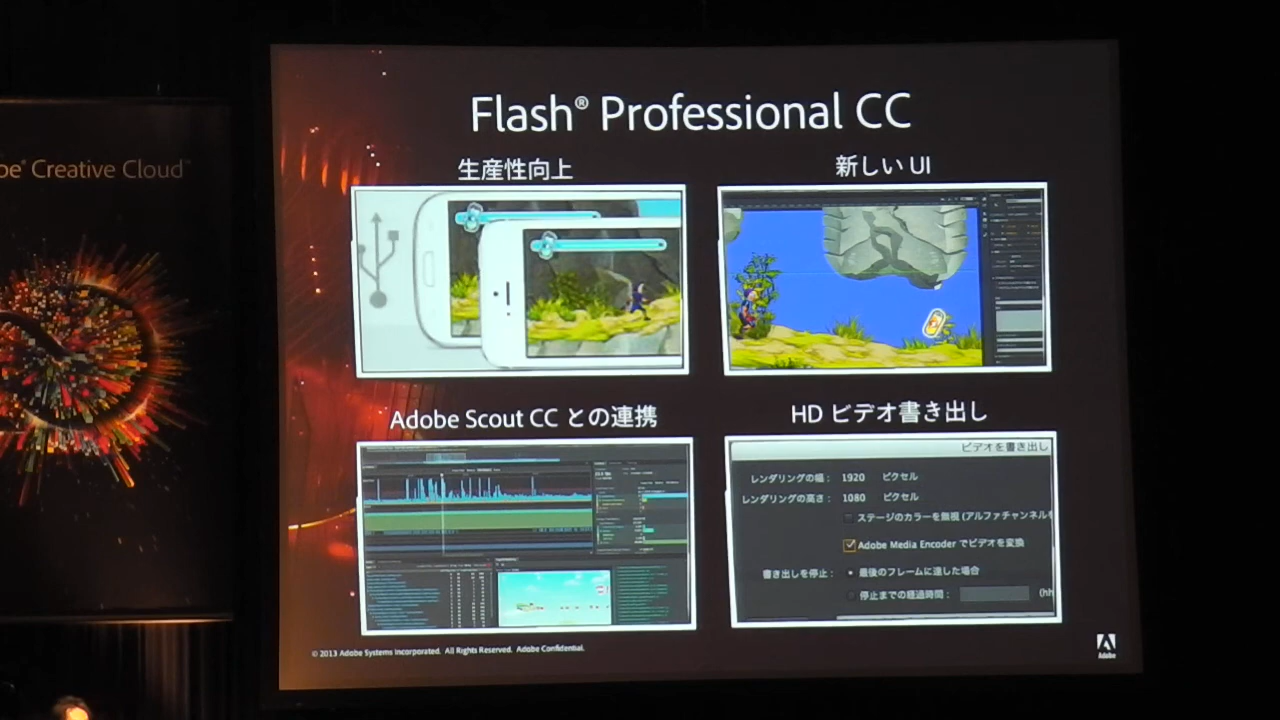 be® Creative Cloud™
Flash® Professional CC
生産性向上
新しい UI
Adobe Scout CC との連携
HD ビデオ書き出し
ビデオを書き出し
レンダリングの幅： 1920 ピクセル
レンダリングの高さ： 1080 ピクセル
ステージのカラーを無視 (アルファチャンネルを
Adobe Media Encoder でビデオを変換
書き出しを停止： 最後のフレームに達した場合
停止までの経過時間： (hh
© 2013 Adobe Systems Incorporated. All Rights Reserved. Adobe Confidential.
Adobe